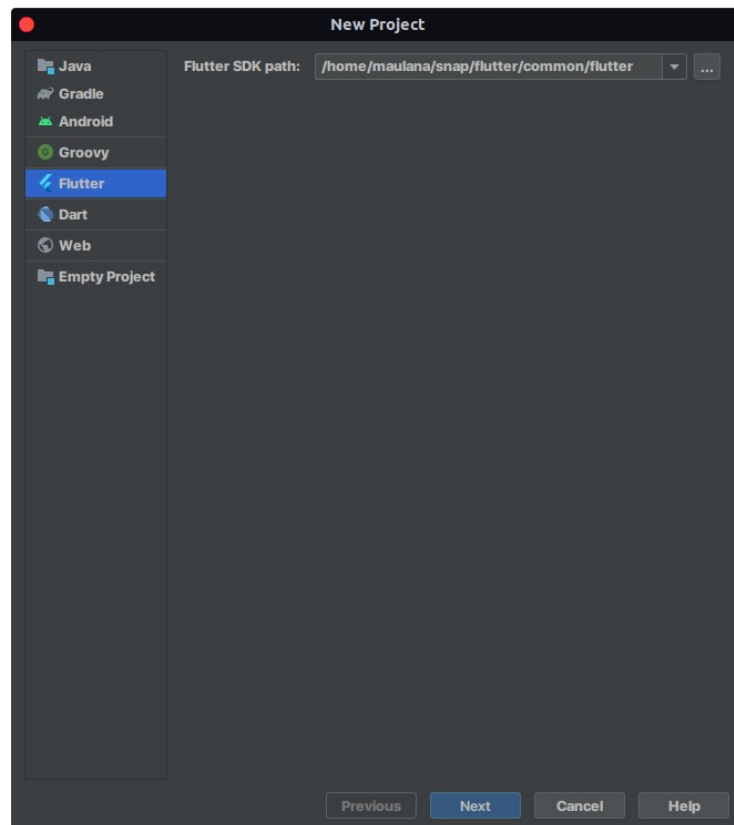 New Project
Java
Gradle
Android
Groovy
Flutter
Dart
Web
Empty Project
Flutter SDK path: /home/maulana/snap/flutter/common/flutter ...
Previous Next Cancel Help